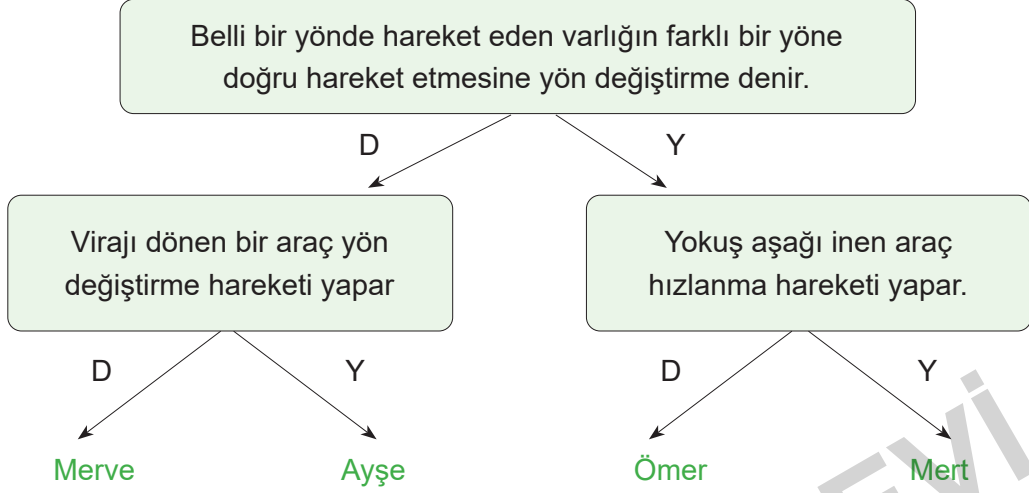 Belli bir yönde hareket eden varlığın farklı bir yöne
doğru hareket etmesine yön değiştirme denir.
D
Y
Virajı dönen bir araç yön
değiştirme hareketi yapar
Yokuş aşağı inen araç
hızlanma hareketi yapar.
D
Y
D
Y
Merve
Ayşe
Ömer
Mert
EVİ